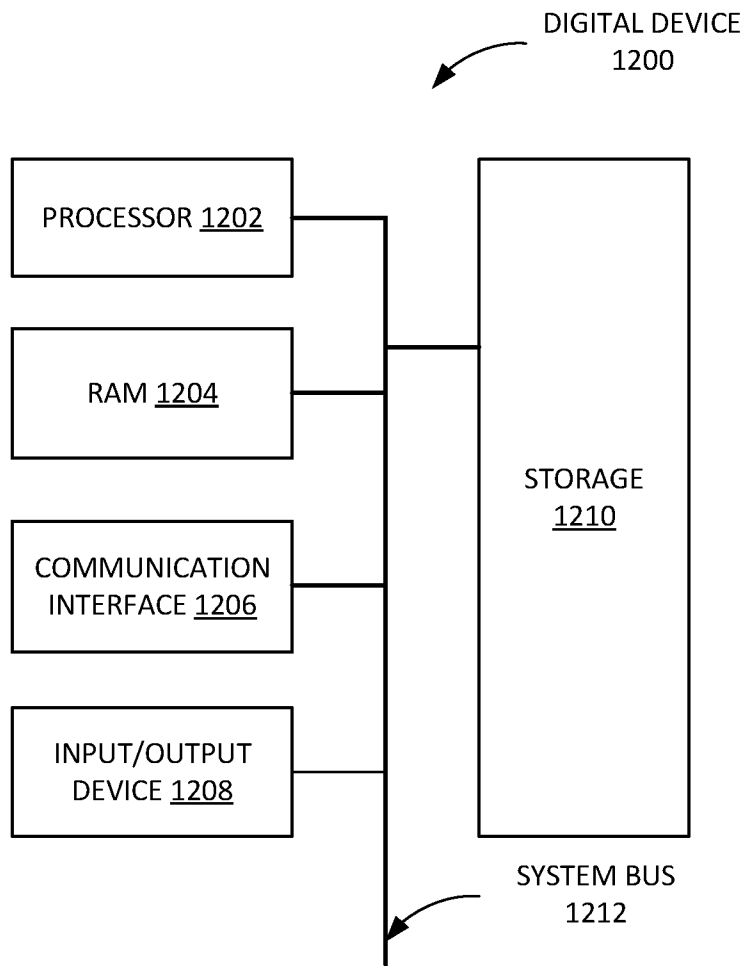 DIGITAL DEVICE
1200
PROCESSOR 1202
RAM 1204
COMMUNICATION
INTERFACE 1206
INPUT/OUTPUT
DEVICE 1208
STORAGE
1210
SYSTEM BUS
1212